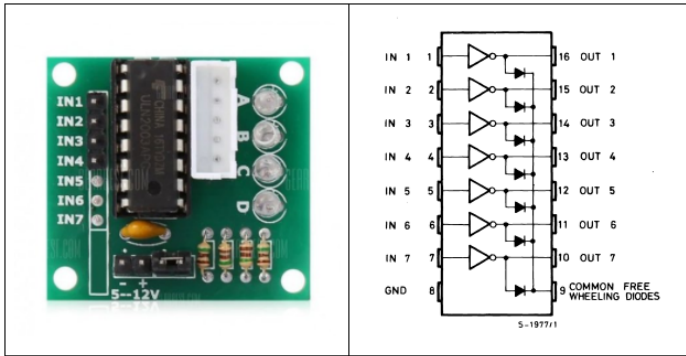 IN1
IN2
IN3
IN4
IN5
IN6
IN7
A
B
C
D
ULN2003AP
- +
5--12V
IN 1 1 16 OUT 1
IN 2 2 15 OUT 2
IN 3 3 14 OUT 3
IN 4 4 13 OUT 4
IN 5 5 12 OUT 5
IN 6 6 11 OUT 6
IN 7 7 10 OUT 7
GND 8 9 COMMON FREE
WHEELING DIODES
S-1977/1